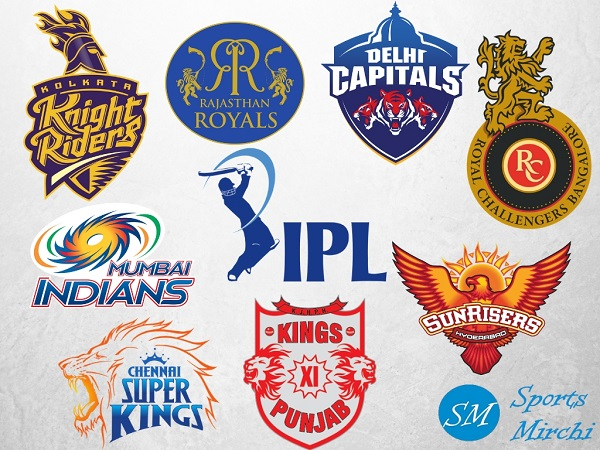 KOLKATA
Knight
Riders
RR
RAJASTHAN
ROYALS
DELHI
CAPITALS
RC
ROYAL CHALLENGERS BANGALORE
MUMBAI
INDIANS
IPL
SUNRISERS
HYDERABAD
CHENNAI
SUPER
KINGS
K.J.P.H.
KINGS
XI
PUNJAB
SM
Sports
Mirchi